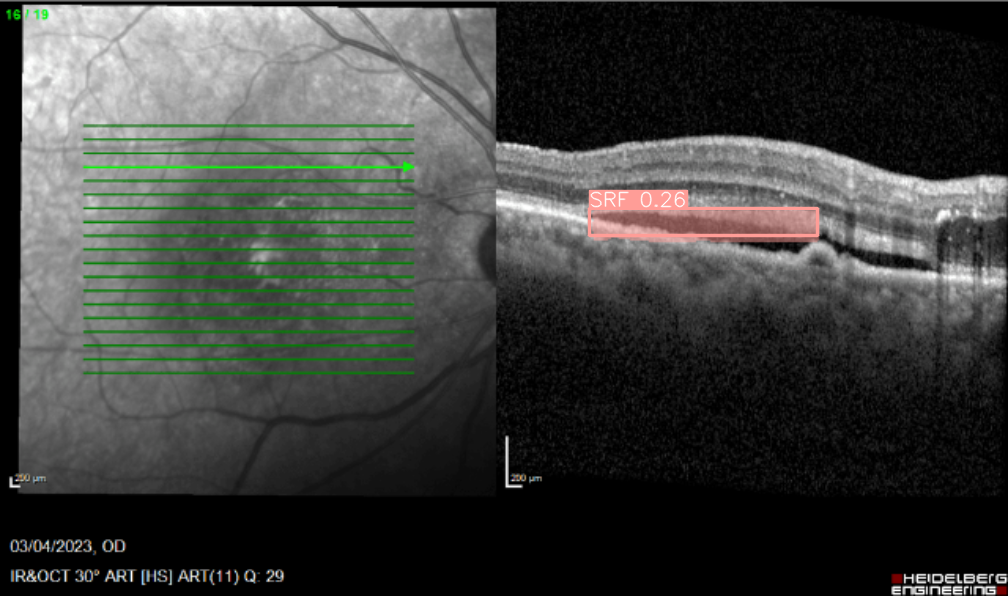 16 / 19
SRF 0.26
200 µm
200 µm
03/04/2023, OD
IR&OCT 30° ART [HS] ART(11) Q: 29
HEIDELBERG
ENGINEERING